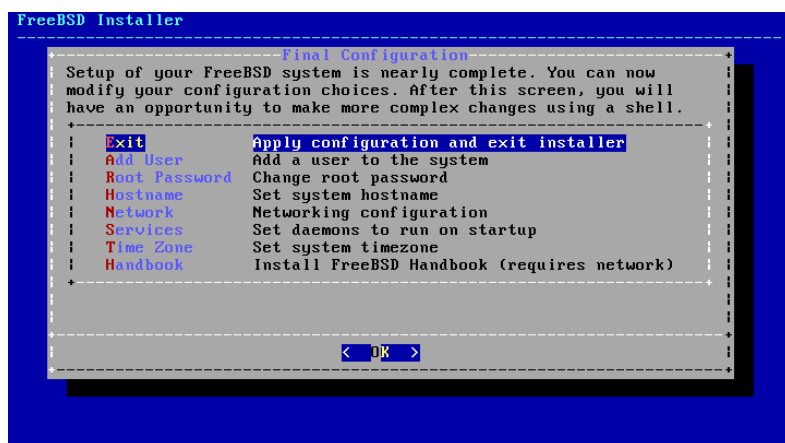 FreeBSD Installer
Final Configuration
Setup of your FreeBSD system is nearly complete. You can now
modify your configuration choices. After this screen, you will
have an opportunity to make more complex changes using a shell.
Exit Apply configuration and exit installer
Add User Add a user to the system
Root Password Change root password
Hostname Set system hostname
Network Networking configuration
Services Set daemons to run on startup
Time Zone Set system timezone
Handbook Install FreeBSD Handbook (requires network)
< OK >